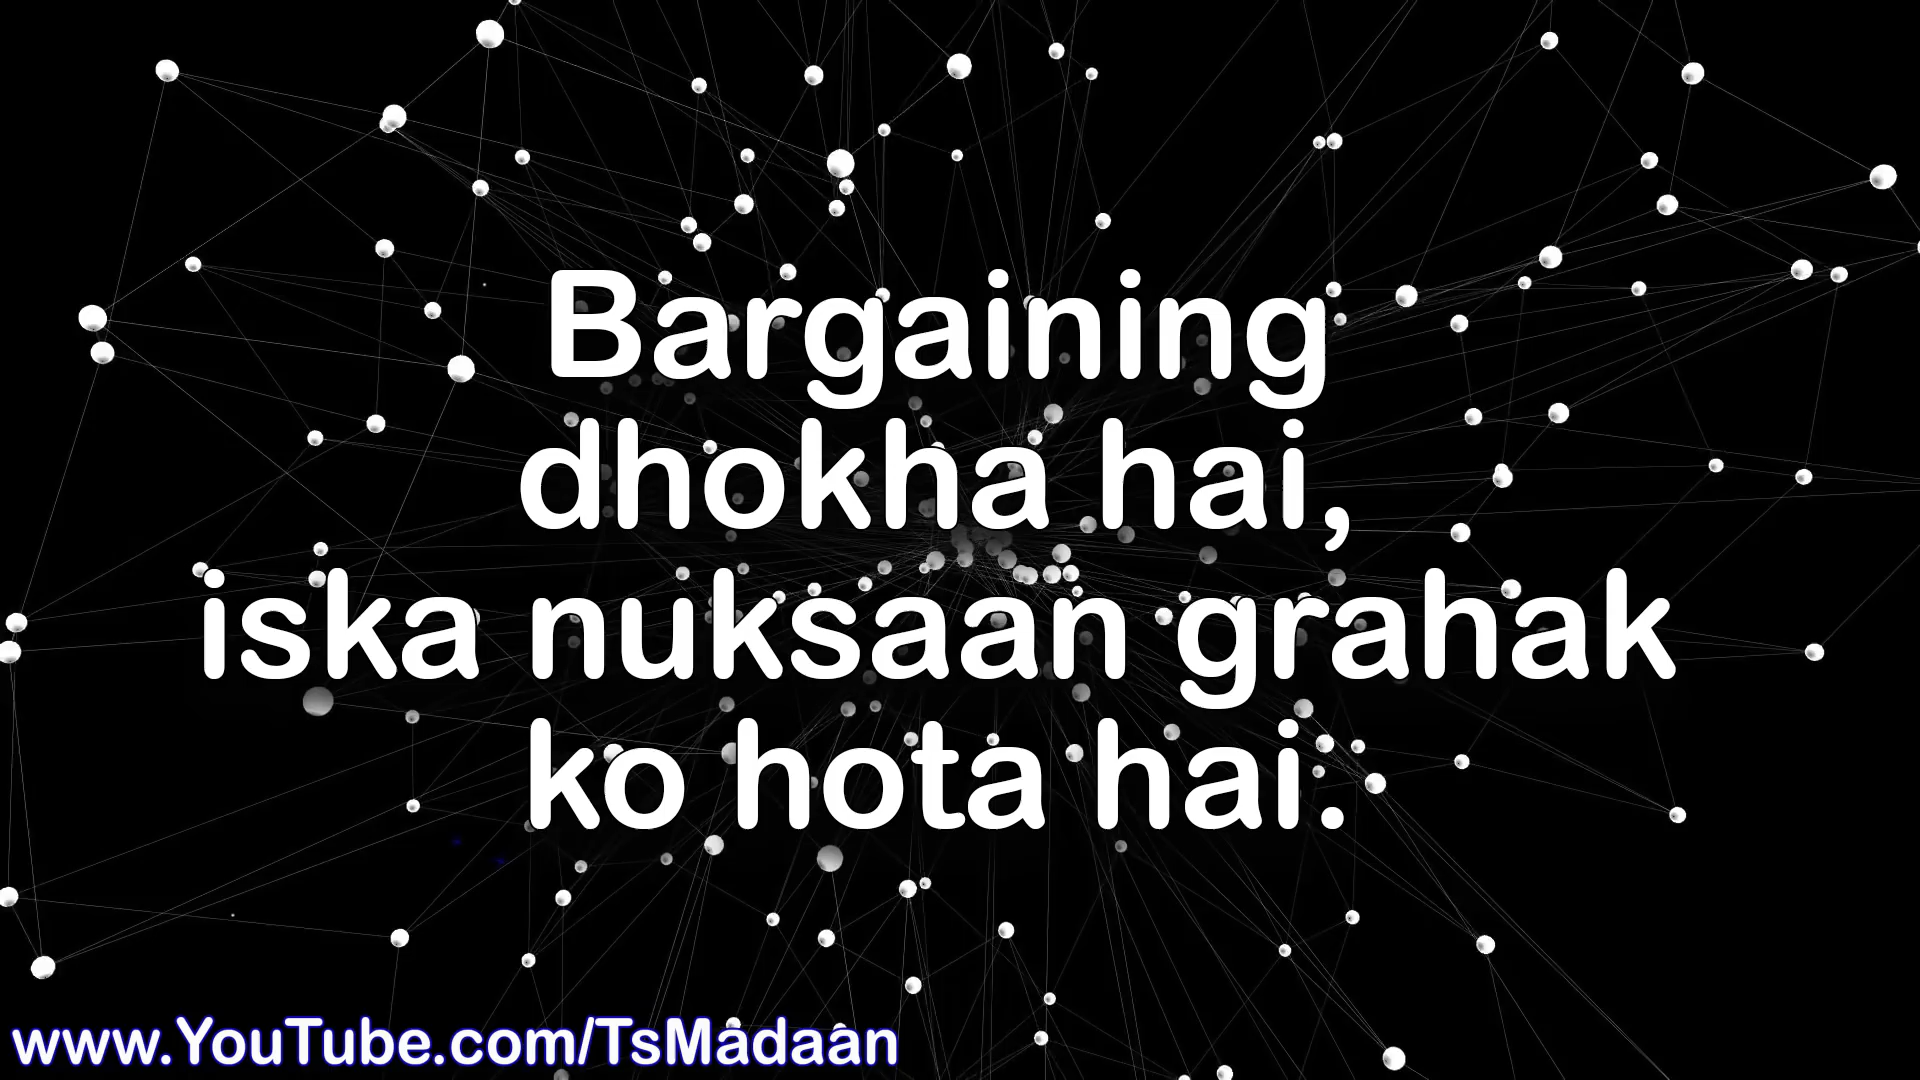 Bargaining
dhokha hai,
iska nuksaan grahak
ko hota hai.
www.YouTube.com/TsMadaan